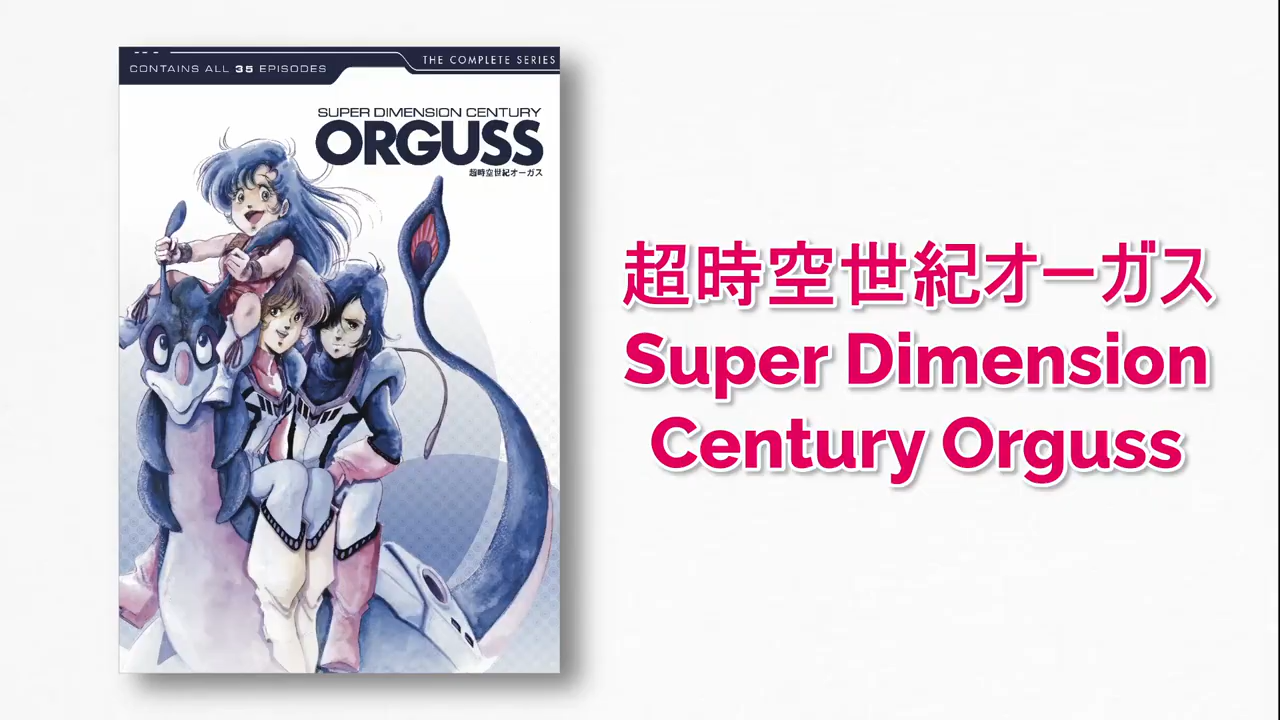 CONTAINS ALL 35 EPISODES
THE COMPLETE SERIES
SUPER DIMENSION CENTURY
ORGUSS
超時空世紀オーガス
超時空世紀オーガス
Super Dimension
Century Orguss